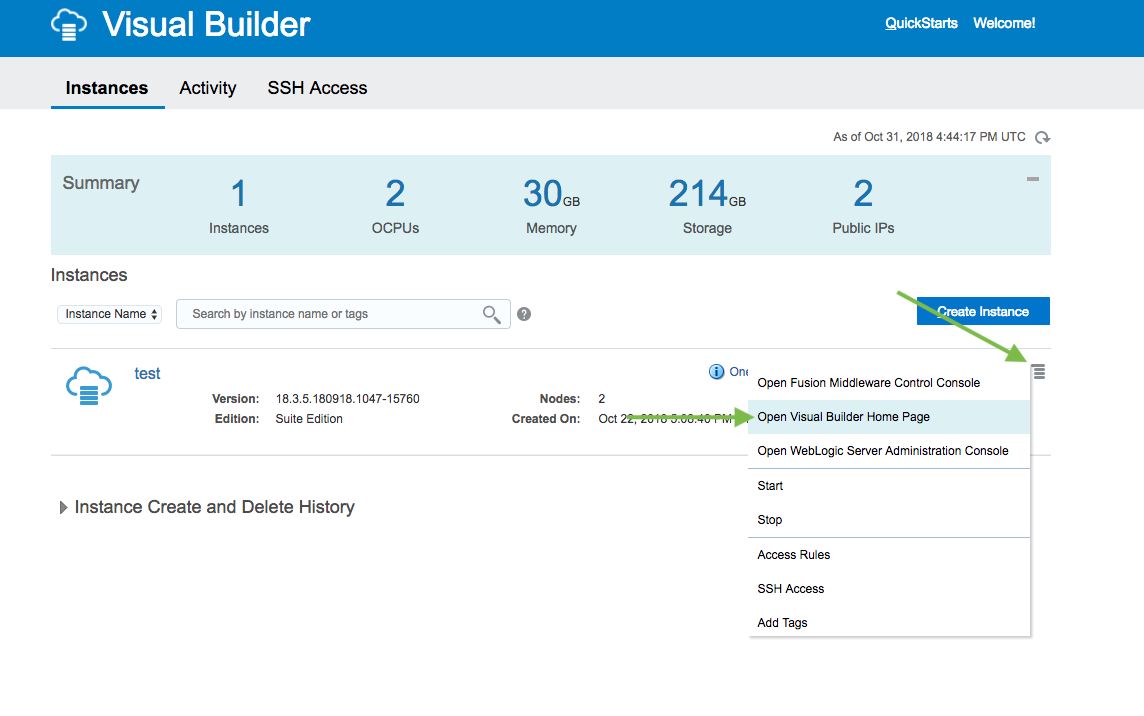 Visual Builder
QuickStarts Welcome!
Instances Activity SSH Access
As of Oct 31, 2018 4:44:17 PM UTC
Summary
1
Instances
2
OCPUs
30GB
Memory
214GB
Storage
2
Public IPs
Instances
Instance Name
Search by instance name or tags
?
Create Instance
test
i One
Version: 18.3.5.180918.1047-15760
Edition: Suite Edition
Nodes: 2
Created On: Oct 22, 2018 5:08:40 PM
Open Fusion Middleware Control Console
Open Visual Builder Home Page
Open WebLogic Server Administration Console
Start
Stop
Access Rules
SSH Access
Add Tags
Instance Create and Delete History